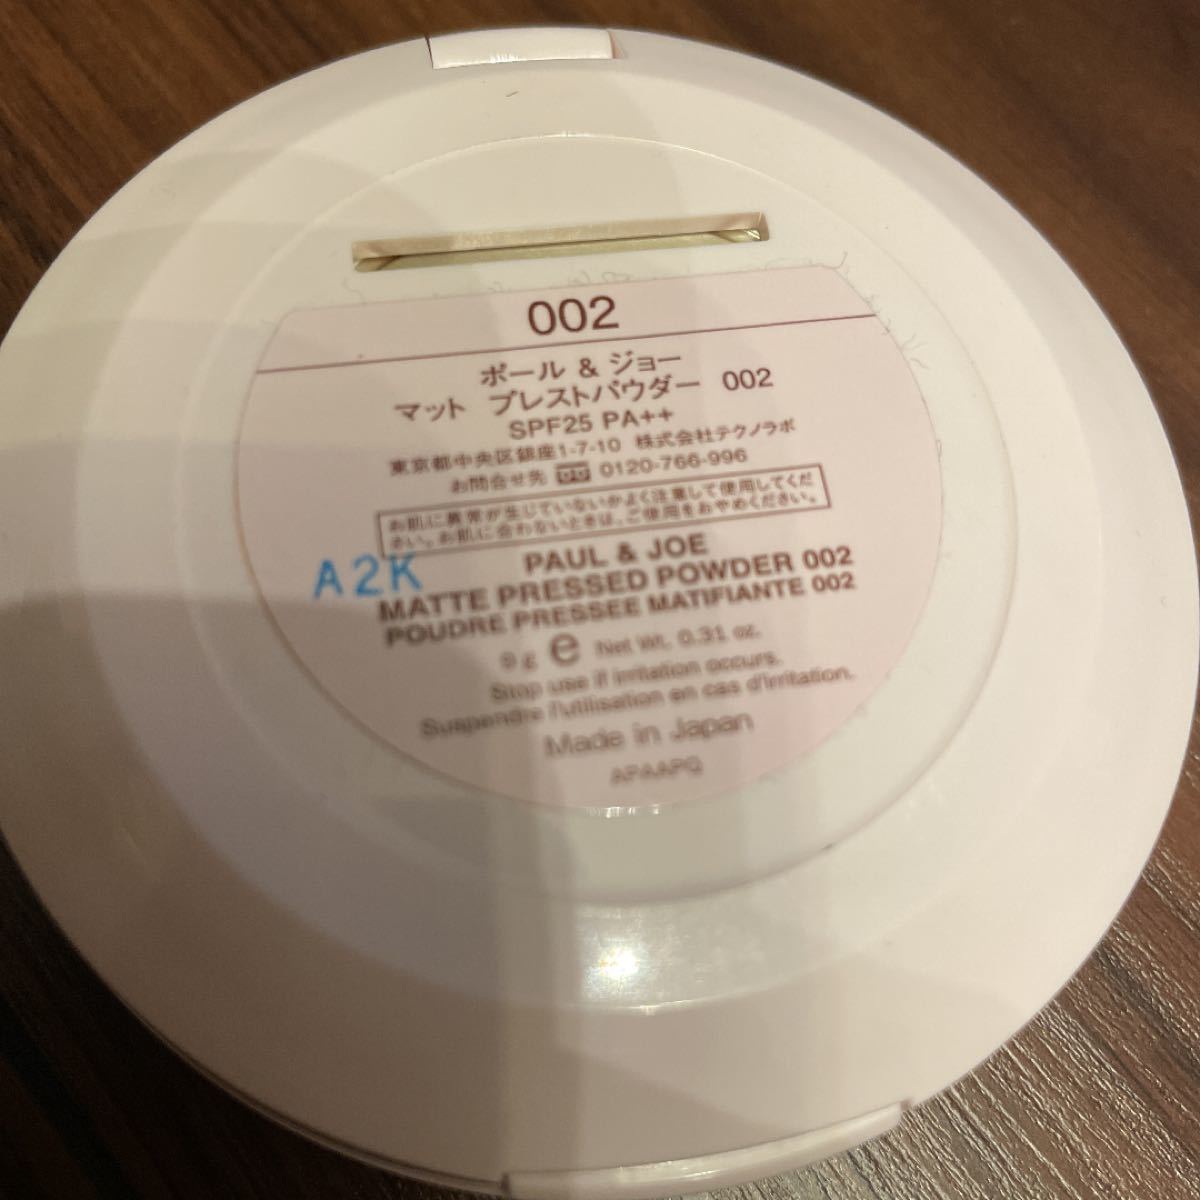 002
ポール & ジョー
マット プレストパウダー 002
SPF25 PA++
東京都中央区銀座1-7-10 株式会社テクノラボ
お問合せ先 0120-766-996
お肌に異常が生じていないかよく注意して使用してくだ
さい。お肌に合わないときは、ご使用をおやめください。
A2K
PAUL & JOE
MATTE PRESSED POWDER 002
POUDRE PRESSEE MATIFIANTE 002
9 g e Net Wt. 0.31 oz.
Stop use if irritation occurs.
Suspendre l'utilisation en cas d'irritation.
Made in Japan
APAAPG